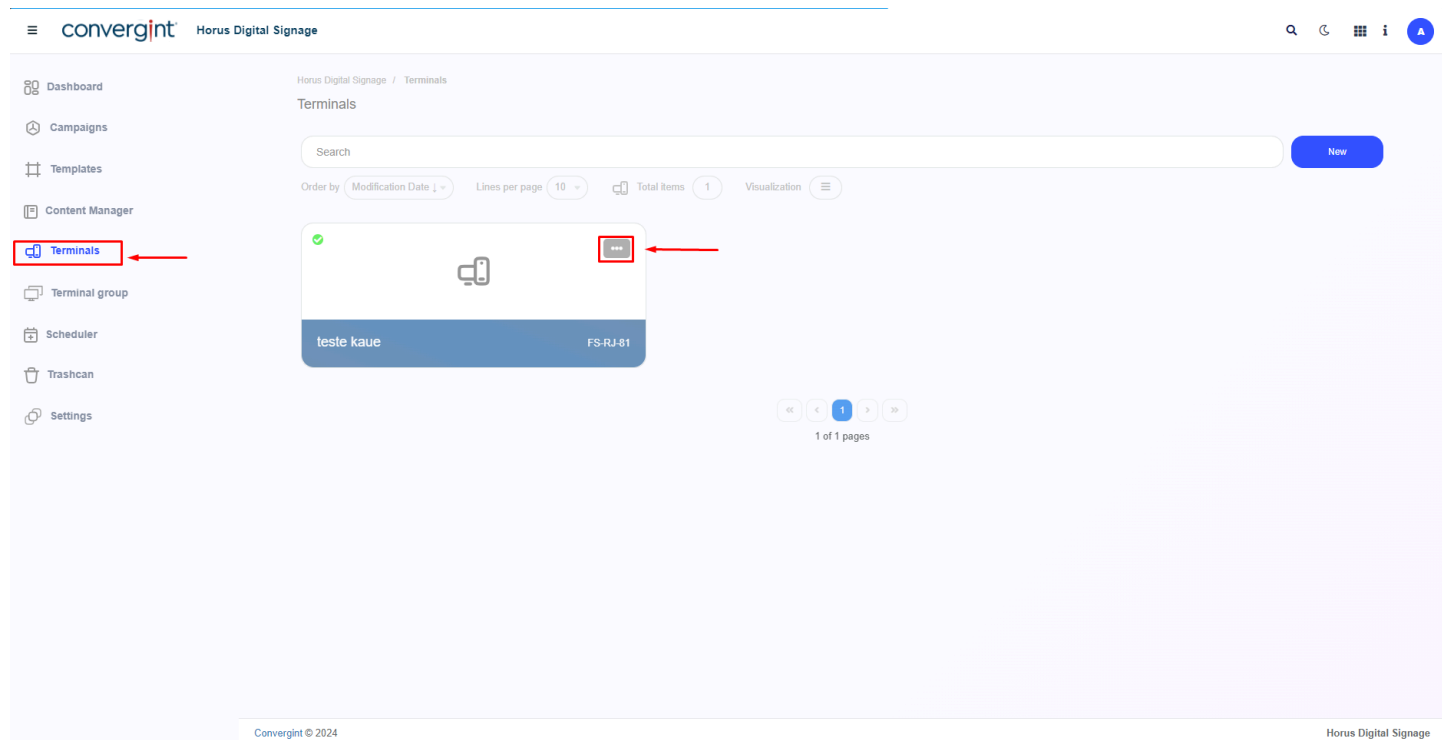 convergint Horus Digital Signage A
Dashboard
Campaigns
Templates
Content Manager
Terminals
Terminal group
Scheduler
Trashcan
Settings
Horus Digital Signage / Terminals
Terminals
Search
New
Order by Modification Date ↓ Lines per page 10 Total items 1 Visualization
teste kaue FS-RJ-81
« ‹ 1 › »
1 of 1 pages
Convergint © 2024 Horus Digital Signage